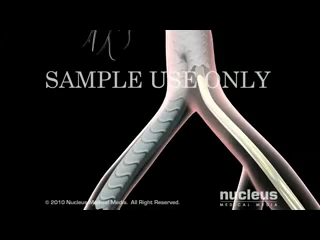 SAMPLE USE ONLY
nucleus
MEDICAL MEDIA
© 2010 Nucleus Medical Media. All Right Reserved.